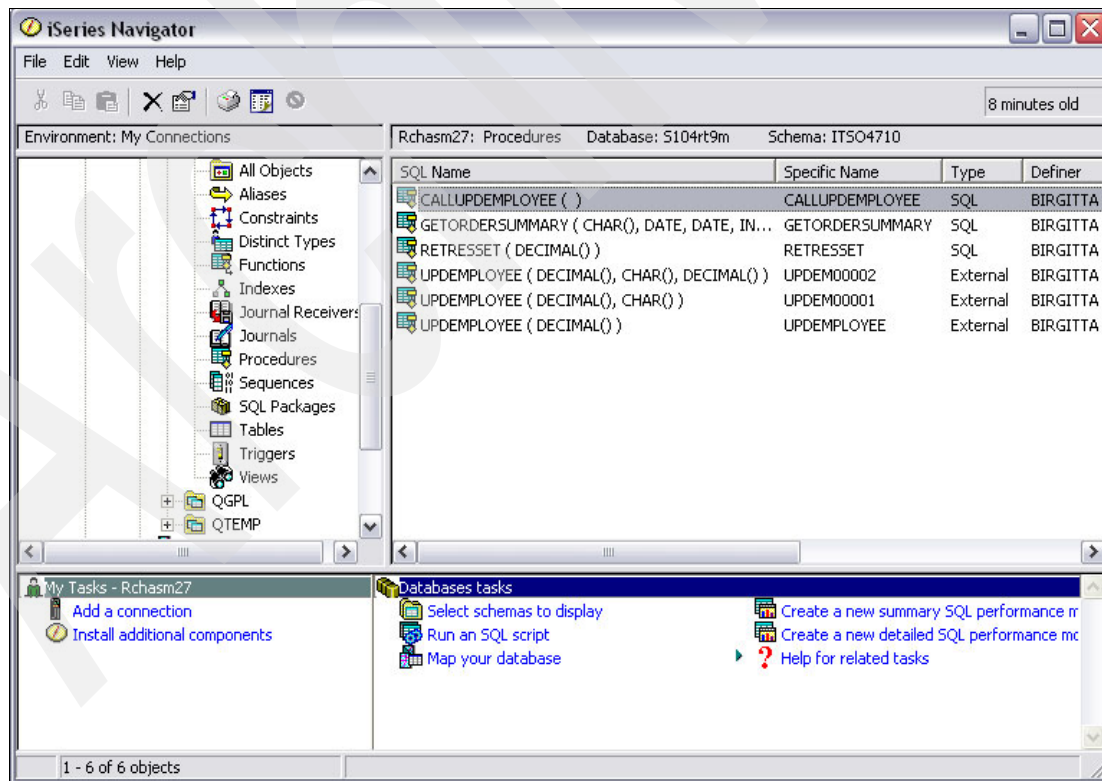 iSeries Navigator
File Edit View Help
8 minutes old
Environment: My Connections
Rchasm27: Procedures Database: S104rt9m Schema: ITSO4710
All Objects
Aliases
Constraints
Distinct Types
Functions
Indexes
Journal Receivers
Journals
Procedures
Sequences
SQL Packages
Tables
Triggers
Views
QGPL
QTEMP
SQL Name Specific Name Type Definer
CALLUPDEMPLOYEE ( ) CALLUPDEMPLOYEE SQL BIRGITTA
GETORDERSUMMARY ( CHAR(), DATE, DATE, IN... GETORDERSUMMARY SQL BIRGITTA
RETRESSET ( DECIMAL() ) RETRESSET SQL BIRGITTA
UPDEMPLOYEE ( DECIMAL(), CHAR(), DECIMAL() ) UPDEM00002 External BIRGITTA
UPDEMPLOYEE ( DECIMAL(), CHAR() ) UPDEM00001 External BIRGITTA
UPDEMPLOYEE ( DECIMAL() ) UPDEMPLOYEE External BIRGITTA
My Tasks - Rchasm27
Add a connection
Install additional components
Databases tasks
Select schemas to display
Run an SQL script
Map your database
Create a new summary SQL performance m
Create a new detailed SQL performance mo
Help for related tasks
1 - 6 of 6 objects